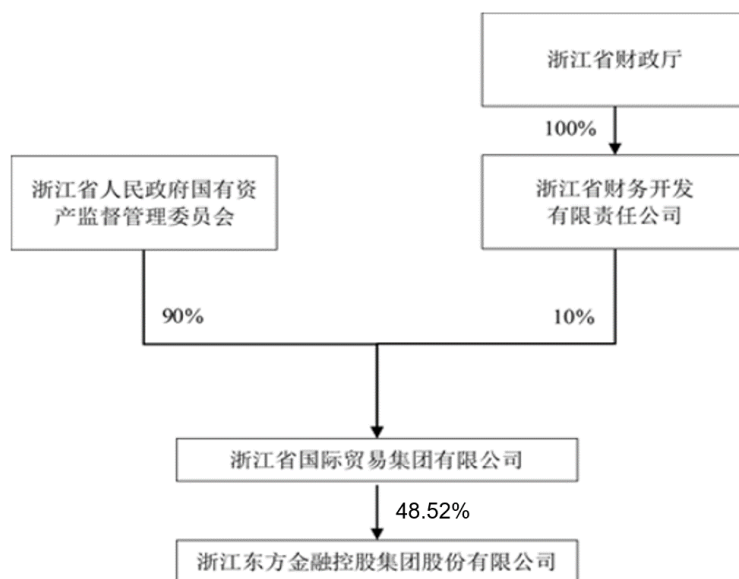 浙江省财政厅
100%
浙江省人民政府国有资
产监督管理委员会
浙江省财务开发
有限责任公司
90%
10%
浙江省国际贸易集团有限公司
48.52%
浙江东方金融控股集团股份有限公司